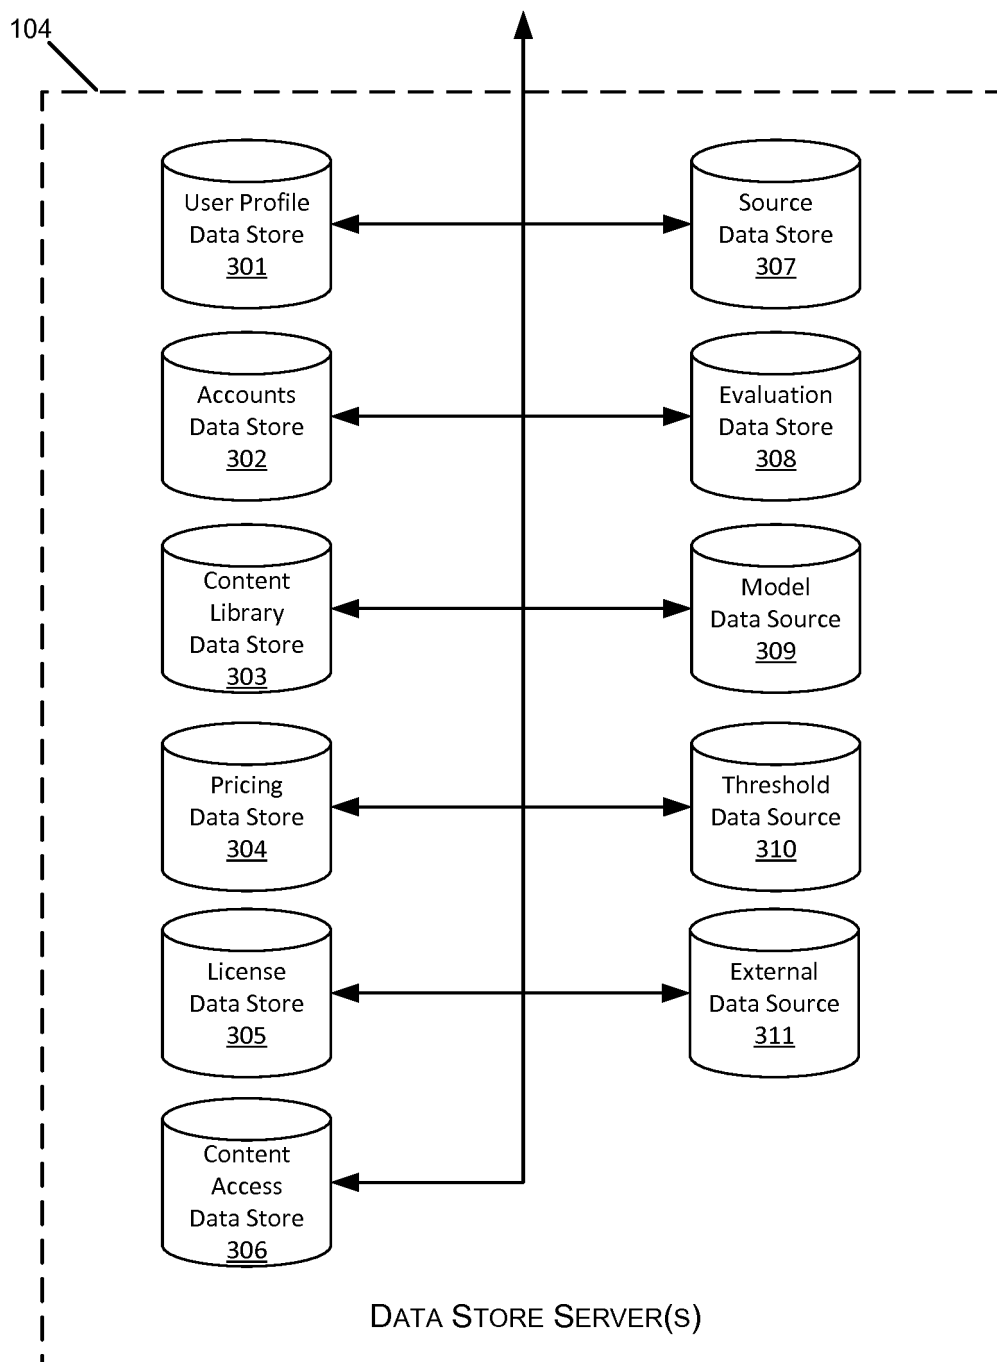 104
User Profile
Data Store
301
Source
Data Store
307
Accounts
Data Store
302
Evaluation
Data Store
308
Content
Library
Data Store
303
Model
Data Source
309
Pricing
Data Store
304
Threshold
Data Source
310
License
Data Store
305
External
Data Source
311
Content
Access
Data Store
306
DATA STORE SERVER(S)